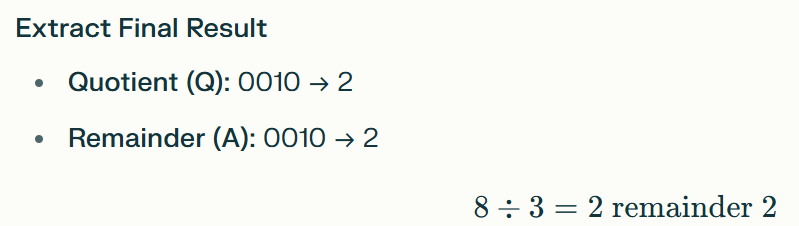 Extract Final Result
• Quotient (Q): 0010 → 2
• Remainder (A): 0010 → 2
8 ÷ 3 = 2 remainder 2